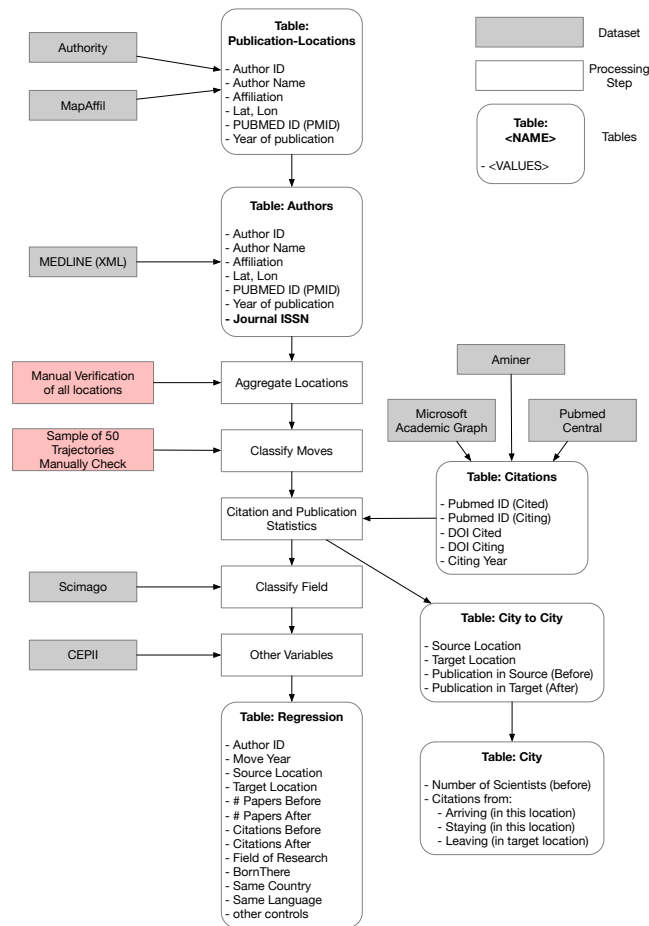 Authority
MapAffil
Table:
Publication-Locations
- Author ID
- Author Name
- Affiliation
- Lat, Lon
- PUBMED ID (PMID)
- Year of publication
Dataset
Processing
Step
Table:
<NAME>
- <VALUES>
Tables
MEDLINE (XML)
Table: Authors
- Author ID
- Author Name
- Affiliation
- Lat, Lon
- PUBMED ID (PMID)
- Year of publication
- Journal ISSN
Manual Verification
of all locations
Aggregate Locations
Sample of 50
Trajectories
Manually Check
Classify Moves
Aminer
Microsoft
Academic Graph
Pubmed
Central
Table: Citations
- Pubmed ID (Cited)
- Pubmed ID (Citing)
- DOI Cited
- DOI Citing
- Citing Year
Citation and Publication
Statistics
Scimago
Classify Field
CEPII
Other Variables
Table: City to City
- Source Location
- Target Location
- Publication in Source (Before)
- Publication in Target (After)
Table: Regression
- Author ID
- Move Year
- Source Location
- Target Location
- # Papers Before
- # Papers After
- Citations Before
- Citations After
- Field of Research
- BornThere
- Same Country
- Same Language
- other controls
Table: City
- Number of Scientists (before)
- Citations from:
- Arriving (in this location)
- Staying (in this location)
- Leaving (in target location)